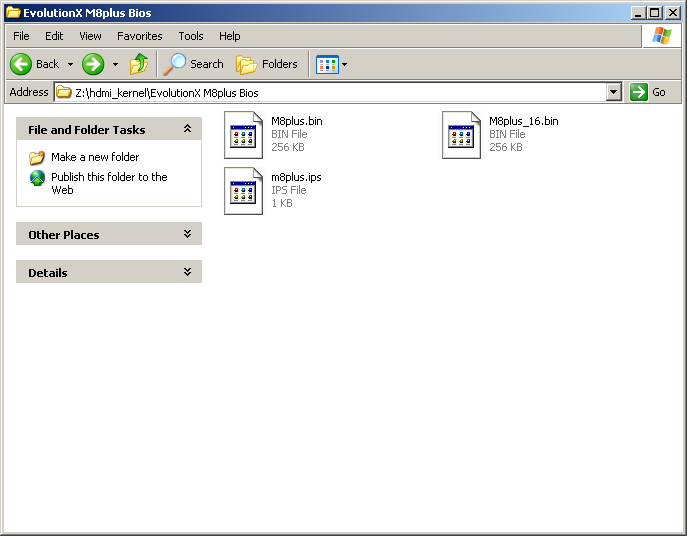 EvolutionX M8plus Bios
File Edit View Favorites Tools Help
Back Search Folders
Address Z:\hdmi_kernel\EvolutionX M8plus Bios Go
File and Folder Tasks
Make a new folder
Publish this folder to the
Web
Other Places
Details
M8plus.bin
BIN File
256 KB
M8plus_16.bin
BIN File
256 KB
m8plus.ips
IPS File
1 KB